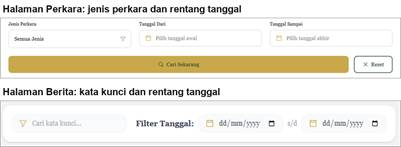 Halaman Perkara: jenis perkara dan rentang tanggal
Jenis Perkara Tanggal Dari Tanggal Sampai
Semua Jenis Pilih tanggal awal Pilih tanggal akhir
Cari Sekarang × Reset
Halaman Berita: kata kunci dan rentang tanggal
Cari kata kunci... Filter Tanggal: dd/mm/yyyy s/d dd/mm/yyyy